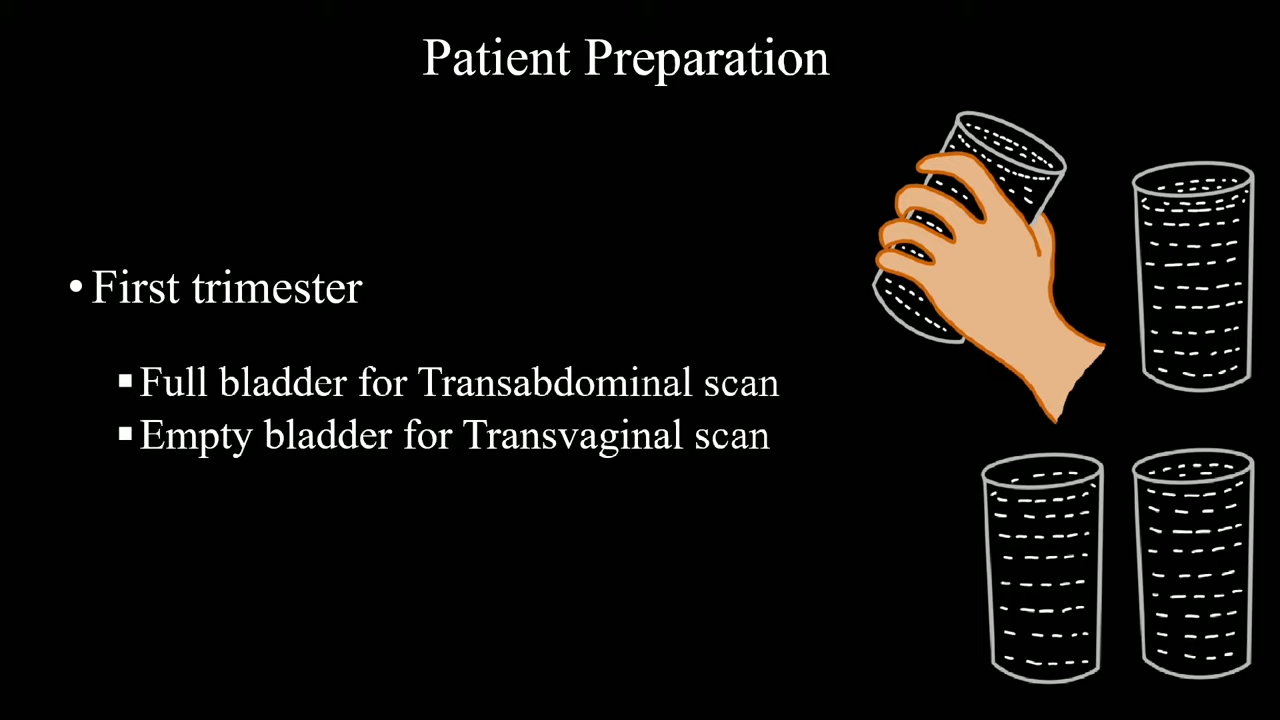 Patient Preparation
• First trimester
▪ Full bladder for Transabdominal scan
▪ Empty bladder for Transvaginal scan